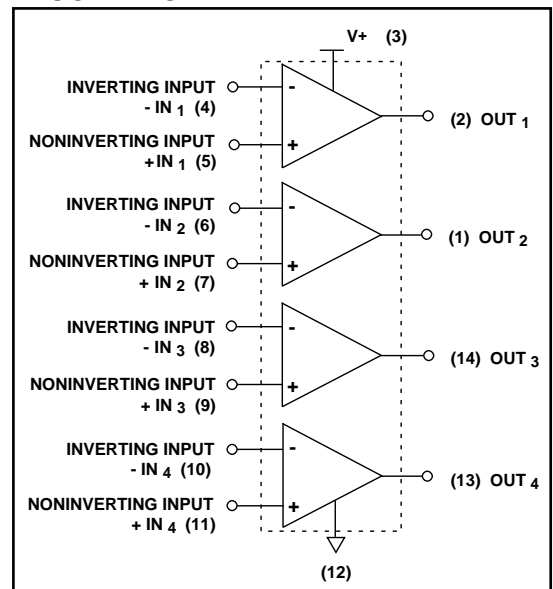 V+ (3)
INVERTING INPUT
- IN 1 (4)
-
(2) OUT 1
NONINVERTING INPUT
+IN 1 (5)
+
INVERTING INPUT
- IN 2 (6)
-
(1) OUT 2
NONINVERTING INPUT
+ IN 2 (7)
+
INVERTING INPUT
- IN 3 (8)
-
(14) OUT 3
NONINVERTING INPUT
+ IN 3 (9)
+
INVERTING INPUT
- IN 4 (10)
-
(13) OUT 4
NONINVERTING INPUT
+ IN 4 (11)
+
(12)